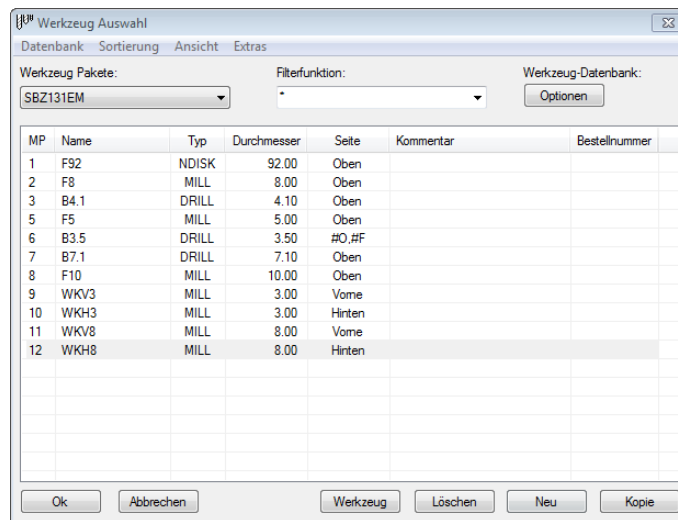 Werkzeug Auswahl
Datenbank Sortierung Ansicht Extras
Werkzeug Pakete: Filterfunktion: Werkzeug-Datenbank:
SBZ131EM * Optionen
MP Name Typ Durchmesser Seite Kommentar Bestellnummer
1 F92 NDISK 92.00 Oben
2 F8 MILL 8.00 Oben
3 B4.1 DRILL 4.10 Oben
5 F5 MILL 5.00 Oben
6 B3.5 DRILL 3.50 #O,#F
7 B7.1 DRILL 7.10 Oben
8 F10 MILL 10.00 Oben
9 WKV3 MILL 3.00 Vorne
10 WKH3 MILL 3.00 Hinten
11 WKV8 MILL 8.00 Vorne
12 WKH8 MILL 8.00 Hinten
Ok Abbrechen Werkzeug Löschen Neu Kopie